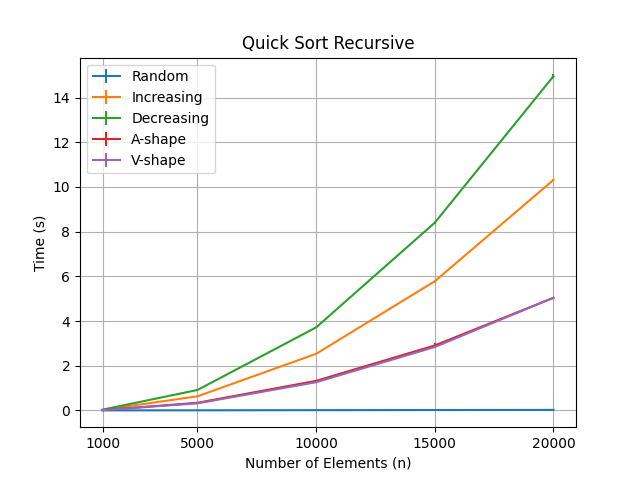 Quick Sort Recursive
Random
Increasing
Decreasing
A-shape
V-shape
14
12
10
8
6
4
2
0
Time (s)
1000 5000 10000 15000 20000
Number of Elements (n)